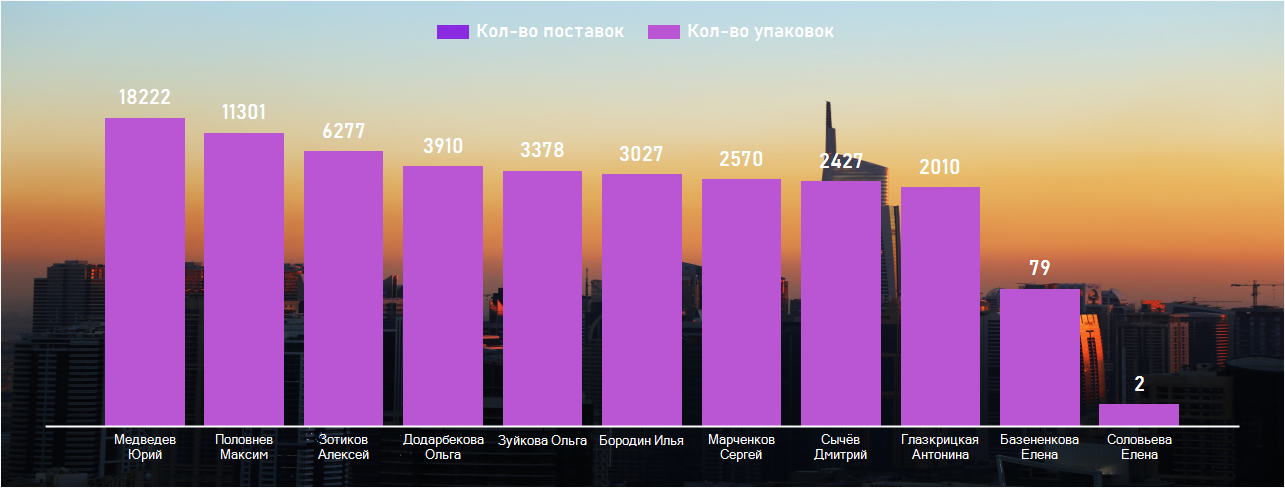 Кол-во поставок Кол-во упаковок
18222
11301
6277
3910
3378
3027
2570
2427
2010
79
2
Медведев
Юрий
Половнев
Максим
Зотиков
Алексей
Додарбекова
Ольга
Зуйкова Ольга
Бородин Илья
Марченков
Сергей
Сычёв
Дмитрий
Глазкрицкая
Антонина
Базененкова
Елена
Соловьева
Елена